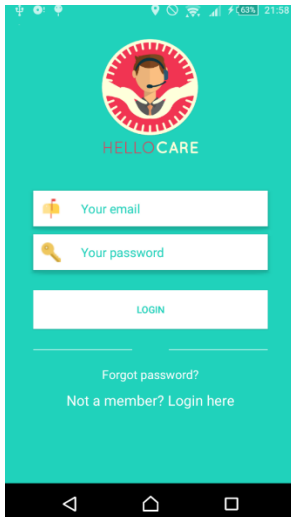 63% 21:58
HELLOCARE
Your email
Your password
LOGIN
Forgot password?
Not a member? Login here